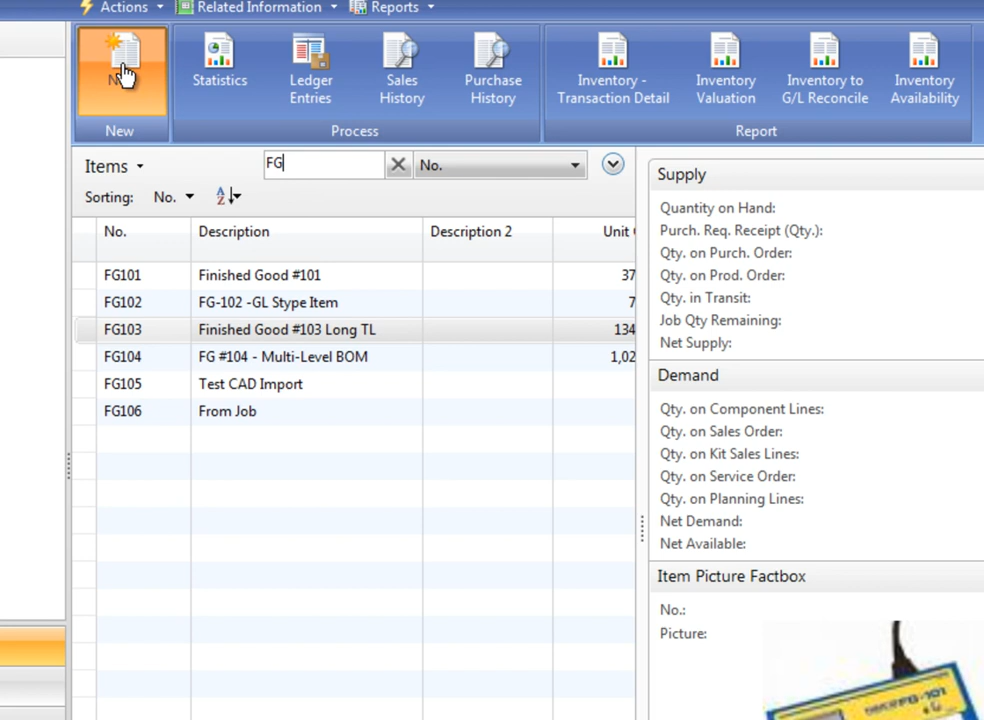 Actions Related Information Reports
Statistics Ledger Entries Sales History Purchase History Inventory - Transaction Detail Inventory Valuation Inventory to G/L Reconcile Inventory Availability
New Process Report
Items FG No.
Sorting: No. A Z
No. Description Description 2 Unit
FG101 Finished Good #101 37
FG102 FG-102 -GL Stype Item 7
FG103 Finished Good #103 Long TL 134
FG104 FG #104 - Multi-Level BOM 1,02
FG105 Test CAD Import
FG106 From Job
Supply
Quantity on Hand:
Purch. Req. Receipt (Qty.):
Qty. on Purch. Order:
Qty. on Prod. Order:
Qty. in Transit:
Job Qty Remaining:
Net Supply:
Demand
Qty. on Component Lines:
Qty. on Sales Order:
Qty. on Kit Sales Lines:
Qty. on Service Order:
Qty. on Planning Lines:
Net Demand:
Net Available:
Item Picture Factbox
No.:
Picture:
FG-101